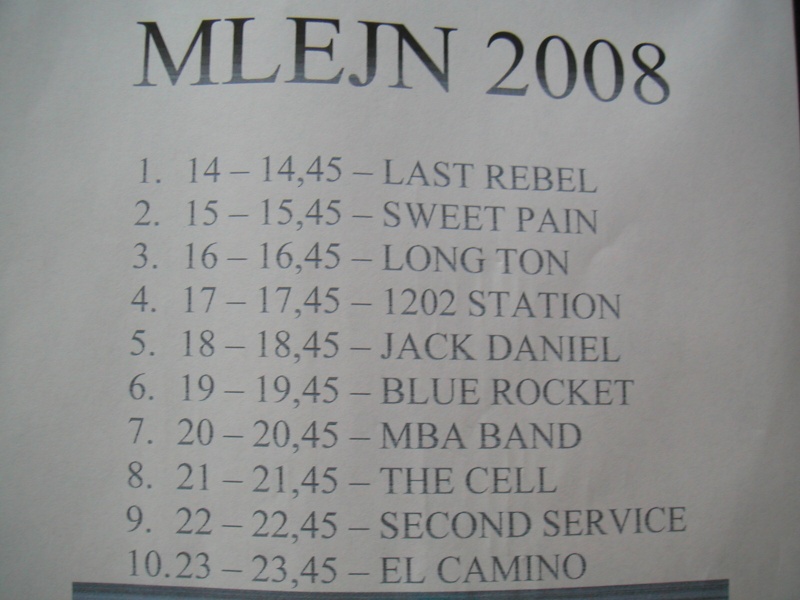 MLEJN 2008
1. 14 – 14,45 – LAST REBEL
2. 15 – 15,45 – SWEET PAIN
3. 16 – 16,45 – LONG TON
4. 17 – 17,45 – 1202 STATION
5. 18 – 18,45 – JACK DANIEL
6. 19 – 19,45 – BLUE ROCKET
7. 20 – 20,45 – MBA BAND
8. 21 – 21,45 – THE CELL
9. 22 – 22,45 – SECOND SERVICE
10.23 – 23,45 – EL CAMINO